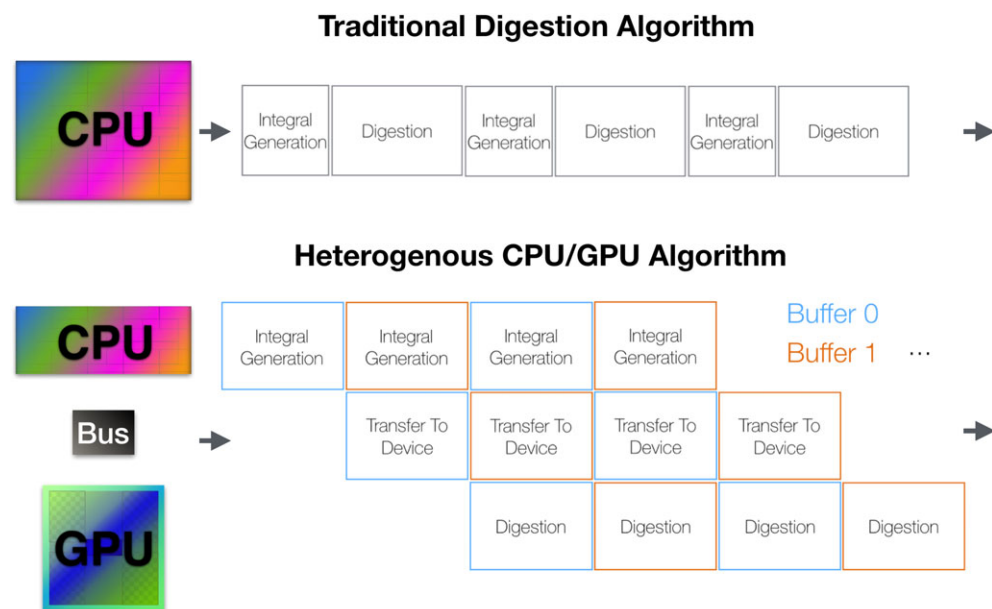 Traditional Digestion Algorithm
CPU
Integral
Generation
Digestion
Integral
Generation
Digestion
Integral
Generation
Digestion
Heterogenous CPU/GPU Algorithm
CPU
Integral
Generation
Integral
Generation
Integral
Generation
Integral
Generation
Buffer 0
Buffer 1 ...
Bus
Transfer To
Device
Transfer To
Device
Transfer To
Device
Transfer To
Device
GPU
Digestion
Digestion
Digestion
Digestion